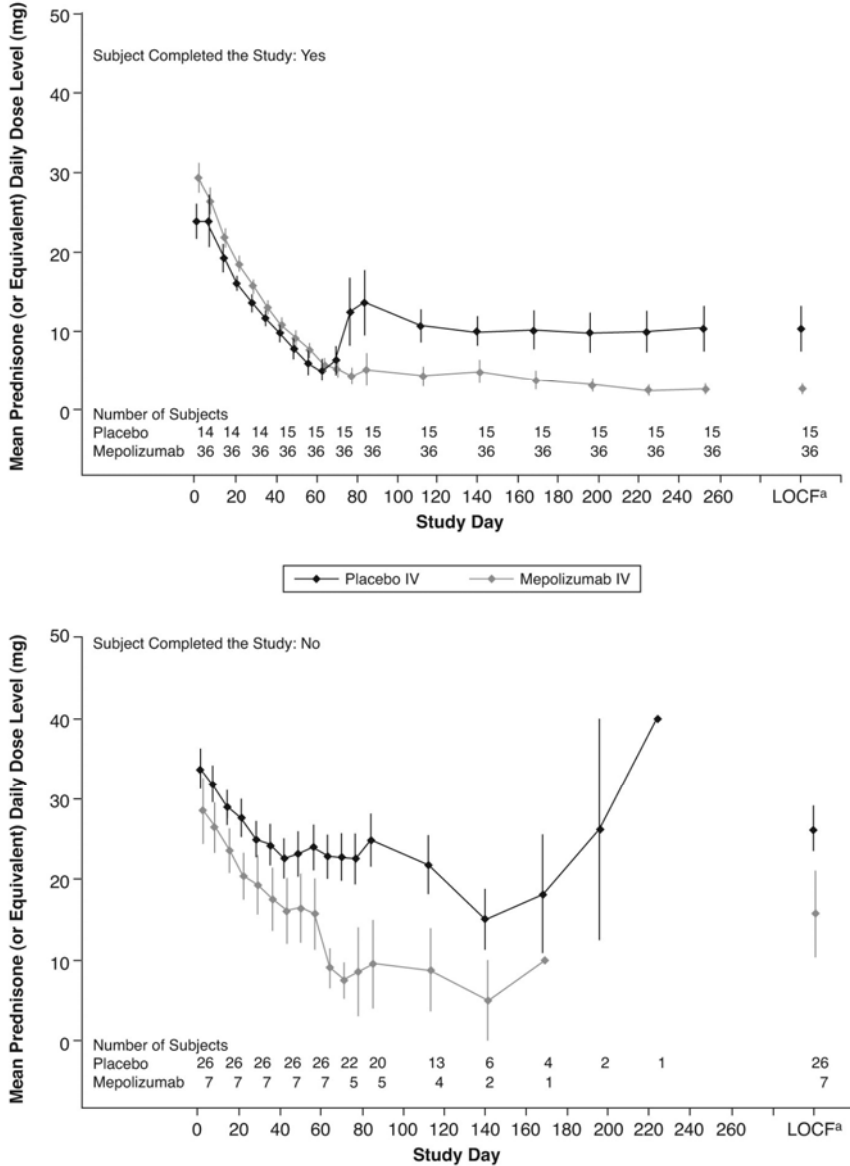 Mean Prednisone (or Equivalent) Daily Dose Level (mg)
50
Subject Completed the Study: Yes
40
30
20
10
0
Number of Subjects
Placebo 14 14 14 15 15 15 15 15 15 15 15 15 15 15
Mepolizumab 36 36 36 36 36 36 36 36 36 36 36 36 36 36
0 20 40 60 80 100 120 140 160 180 200 220 240 260 LOCFa
Study Day
Placebo IV Mepolizumab IV
Mean Prednisone (or Equivalent) Daily Dose Level (mg)
50
Subject Completed the Study: No
40
30
20
10
0
Number of Subjects
Placebo 26 26 26 26 26 22 20 13 6 4 2 1 26
Mepolizumab 7 7 7 7 7 5 5 4 2 1 7
0 20 40 60 80 100 120 140 160 180 200 220 240 260 LOCFa
Study Day